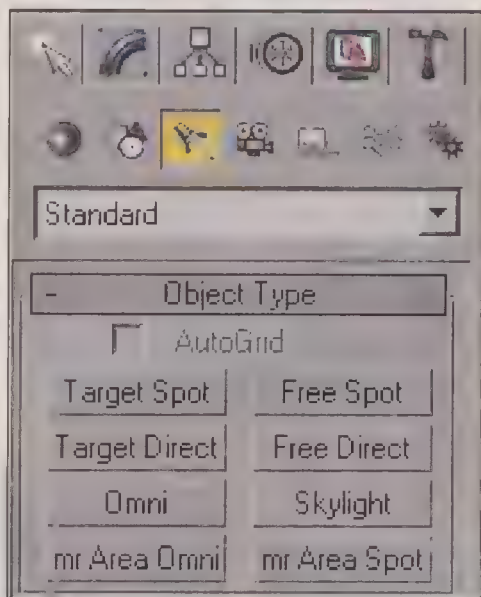 Standard
- Object Type
AutoGrid
Target Spot Free Spot
Target Direct Free Direct
Omni Skylight
mr Area Omni mr Area Spot